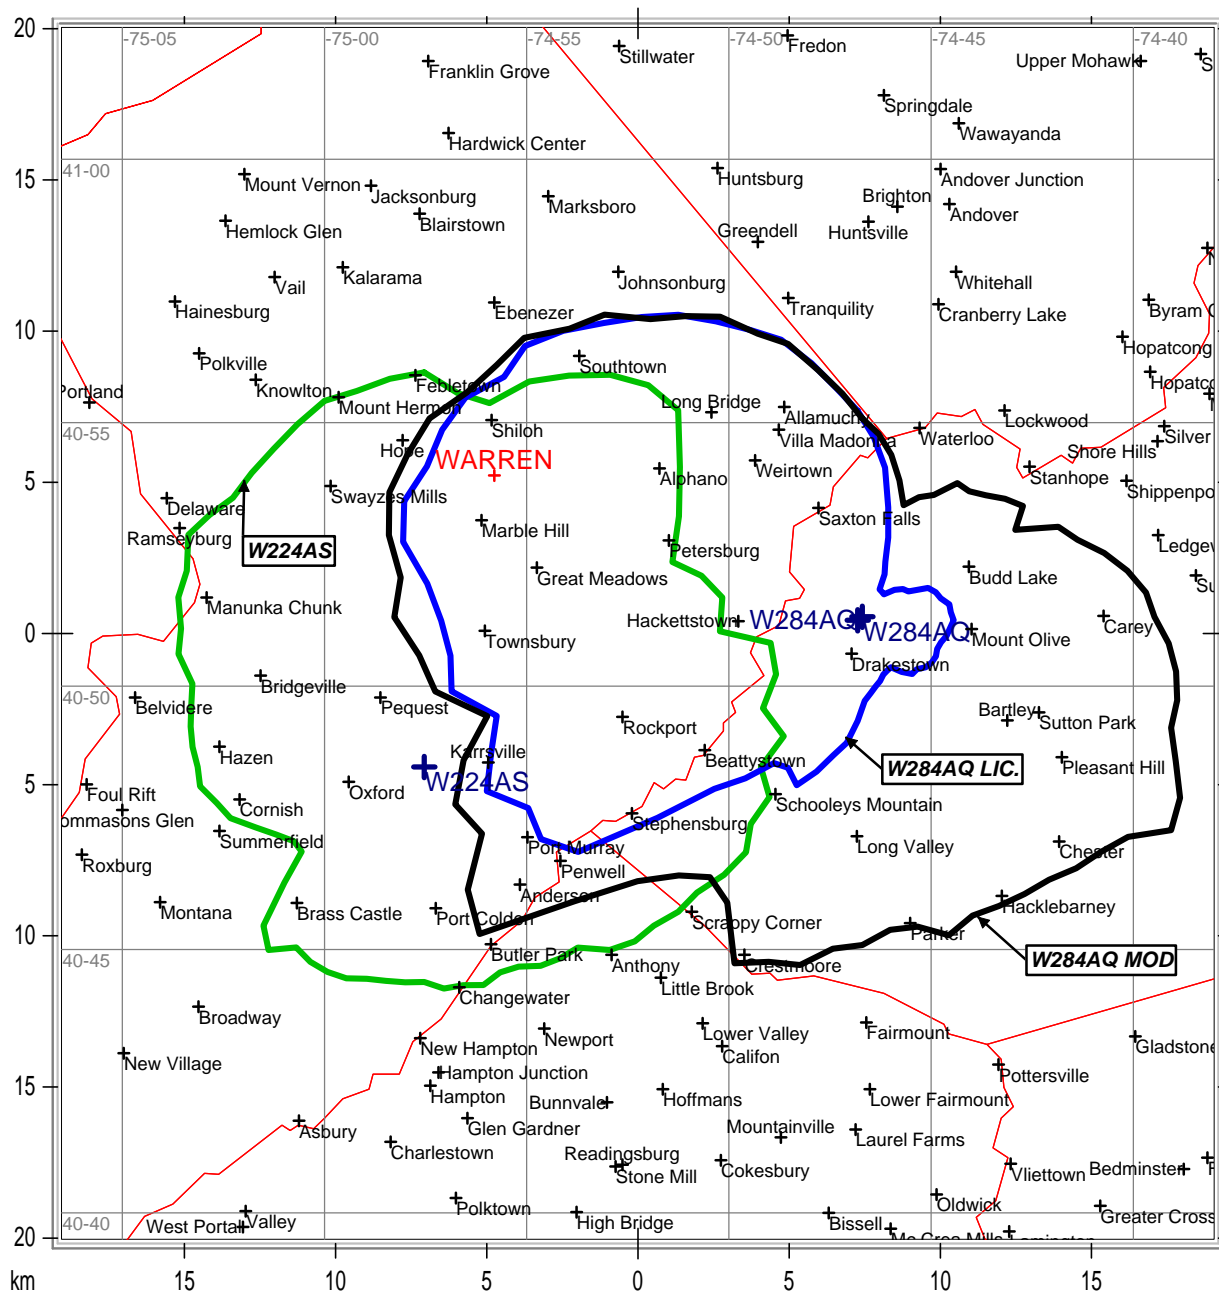 20
-75-05
-75-00
-74-55
-74-50
-74-45
-74-40
Stillwater
Fredon
Franklin Grove
Upper Mohawk
S
Springdale
Wawayanda
Hardwick Center
15
41-00
Mount Vernon
Jacksonburg
Huntsburg
Andover Junction
Marksboro
Brighton
Andover
Hemlock Glen
Blairstown
Greendell
Huntsville
Vail
Kalarama
Johnsonburg
Whitehall
Hainesburg
Ebenezer
Tranquility
Cranberry Lake
Byram C
10
Polkville
Southtown
Hopatcong
Portland
Knowlton
Febletown
Hopatco
Mount Hermon
Long Bridge
Allamuchy
Lockwood
40-55
Shiloh
Villa Madonna
Waterloo
Silver
Hope
Shore Hills
WARREN
Weirtown
Alphano
Stanhope
5
Swayzes Mills
Shippenpo
Delaware
Saxton Falls
Ramseyburg
W224AS
Marble Hill
Petersburg
Ledgew
Great Meadows
Budd Lake
Su
Manunka Chunk
Hackettstown
W284AQ
W284AQ
Carey
0
Townsbury
Mount Olive
Drakestown
Bridgeville
40-50
Belvidere
Pequest
Rockport
Bartley
Sutton Park
Hazen
Karrsville
Beattystown
W284AQ LIC.
Pleasant Hill
W224AS
5
Foul Rift
Oxford
ommasons Glen
Cornish
Schooleys Mountain
Summerfield
Stephensburg
Port Murray
Long Valley
Chester
Roxburg
Penwell
Anderson
Hacklebarney
Montana
Brass Castle
Port Colden
Scrappy Corner
Parker
10
40-45
Butler Park
Anthony
Crestmoore
W284AQ MOD
Little Brook
Changewater
Broadway
Newport
Lower Valley
Fairmount
New Village
New Hampton
Califon
Gladstone
Hampton Junction
Pottersville
15
Hampton
Bunnvale
Hoffmans
Lower Fairmount
Asbury
Glen Gardner
Mountainville
Laurel Farms
Charlestown
Readingsburg
Stone Mill
Cokesbury
Vliettown
Bedminster
Polktown
Oldwick
40-40
West Portal
Valley
High Bridge
Bissell
Greater Cross
20
Mc Crea Mills
Lamington
km
15
10
5
0
5
10
15